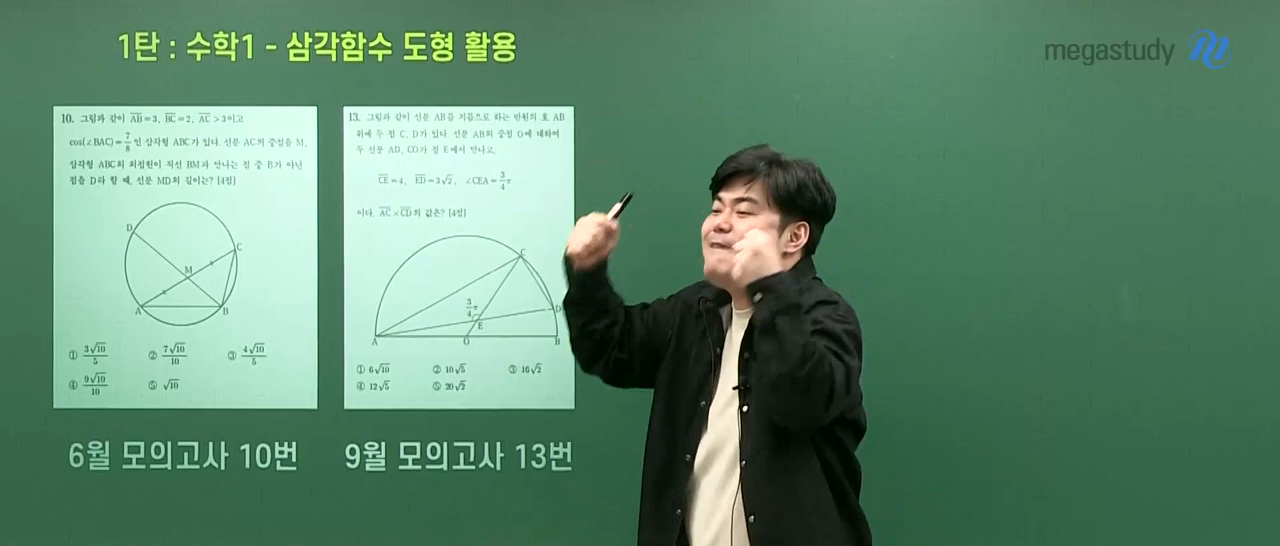 1탄 : 수학1 - 삼각함수 도형 활용
megastudy
10. 그림과 같이 AB=3, BC=2, AC>3이고
cos(∠BAC)=7/8인 삼각형 ABC가 있다. 선분 AC의 중점을 M,
삼각형 ABC의 외접원이 직선 BM과 만나는 점 중 B가 아닌
점을 D라 할 때, 선분 MD의 길이는? [4점]
D
C
M
A
B
① 3√10/5 ② 7√10/10 ③ 4√10/5
④ 9√10/10 ⑤ √10
13. 그림과 같이 선분 AB를 지름으로 하는 반원의 호 AB
위에 두 점 C, D가 있다. 선분 AB의 중점 O에 대하여
두 선분 AD, CO가 점 E에서 만나고,
CE=4, ED=3√2, ∠CEA=3/4π
이다. AC×CD의 값은? [4점]
C
3/4π
D
E
A
O
B
① 6√10 ② 10√5 ③ 16√2
④ 12√5 ⑤ 20√2
6월 모의고사 10번
9월 모의고사 13번